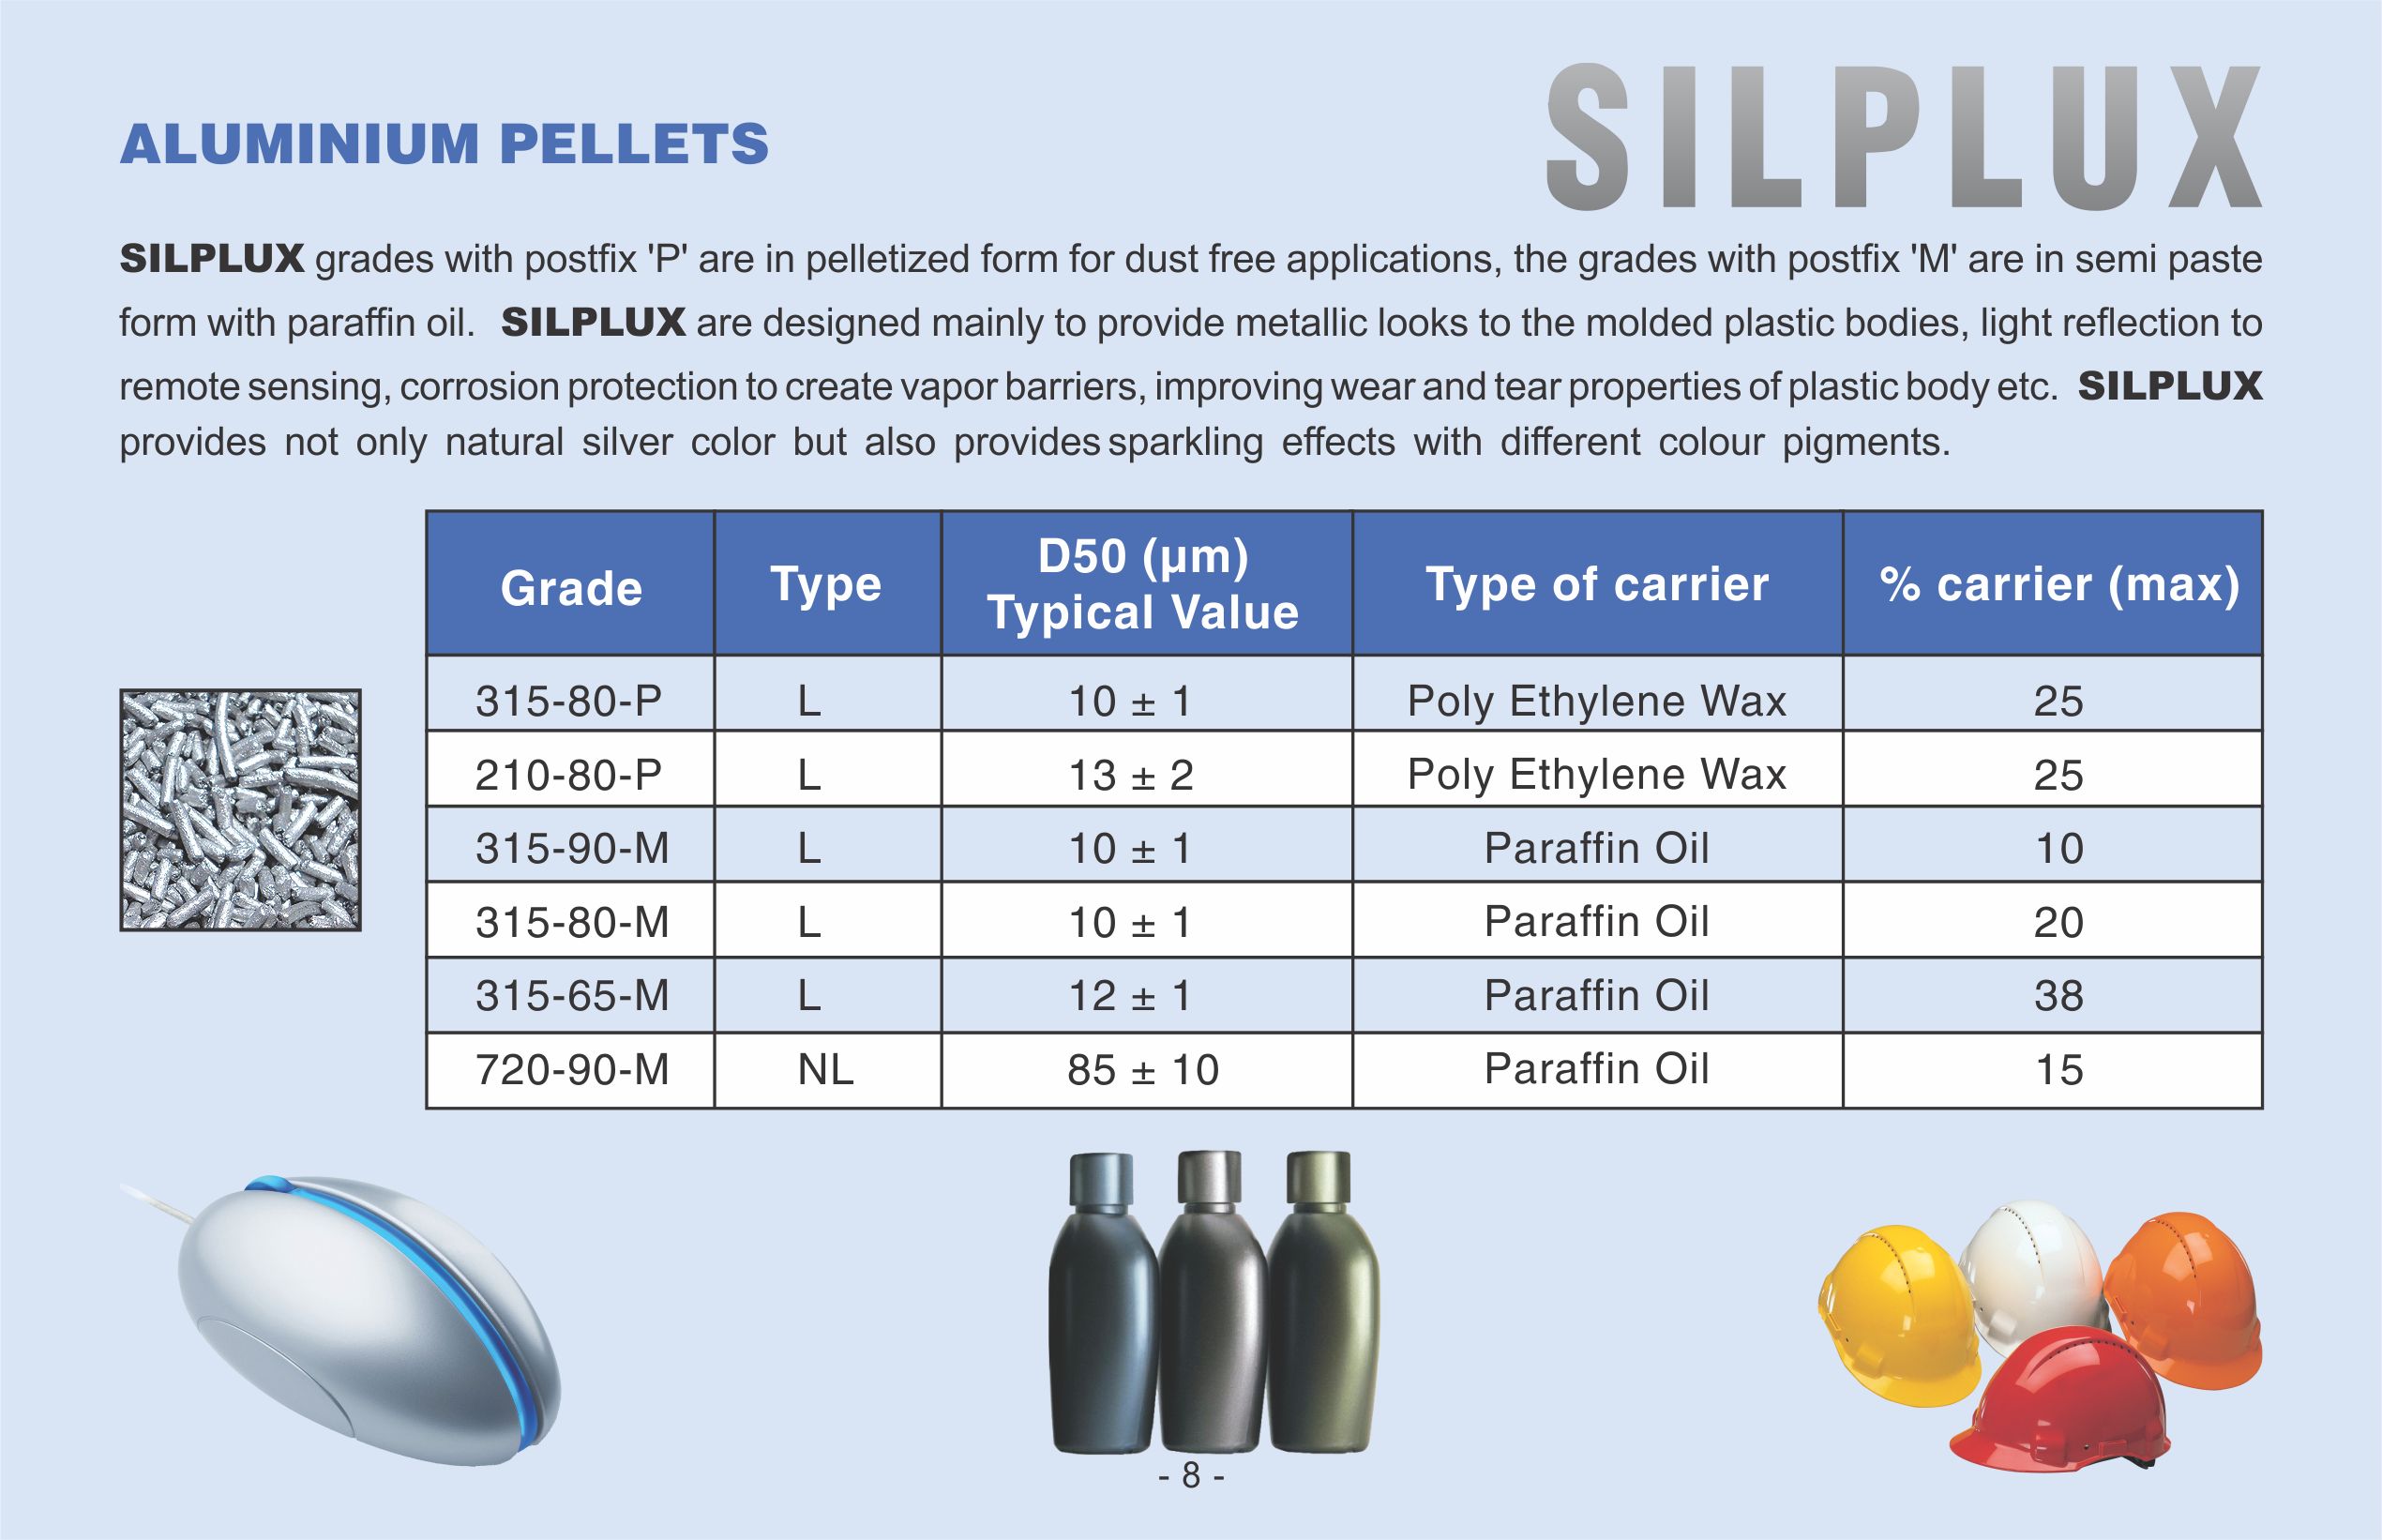 SILPLUX
ALUMINIUM PELLETS
SILPLUX grades with postfix 'P' are in pelletized form for dust free applications, the grades with postfix 'M' are in semi paste
form with paraffin oil. SILPLUX are designed mainly to provide metallic looks to the molded plastic bodies, light reflection to
remote sensing, corrosion protection to create vapor barriers, improving wear and tear properties of plastic body etc. SILPLUX
provides not only natural silver color but also provides sparkling effects with different colour pigments.
Grade Type D50 (µm) Typical Value Type of carrier % carrier (max)
315-80-P L 10 ± 1 Poly Ethylene Wax 25
210-80-P L 13 ± 2 Poly Ethylene Wax 25
315-90-M L 10 ± 1 Paraffin Oil 10
315-80-M L 10 ± 1 Paraffin Oil 20
315-65-M L 12 ± 1 Paraffin Oil 38
720-90-M NL 85 ± 10 Paraffin Oil 15
- 8 -